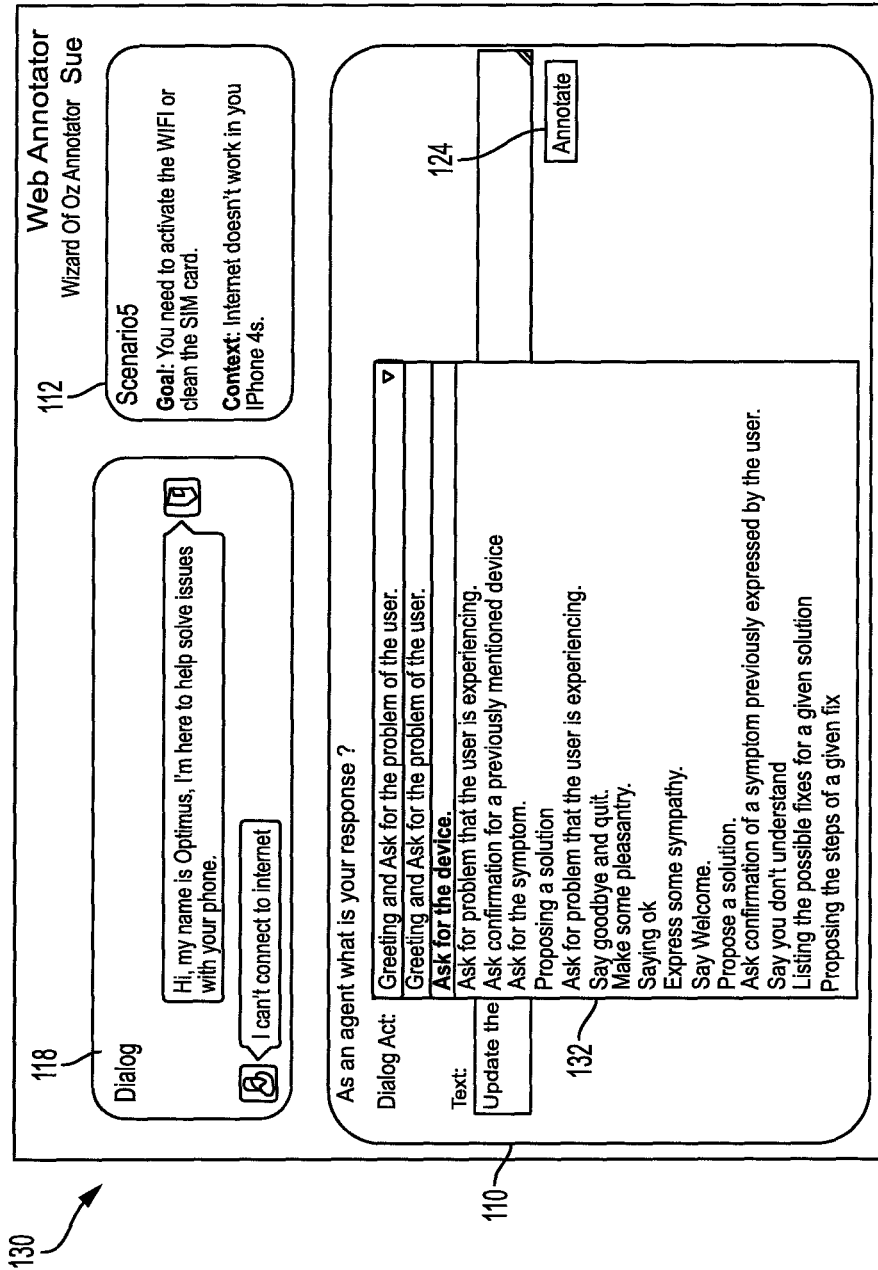 130
Web Annotator
Wizard Of Oz Annotator Sue
118
Dialog
Hi, my name is Optimus, I'm here to help solve issues
with your phone.
I can't connect to internet
112
Scenario5
Goal: You need to activate the WIFI or
clean the SIM card.
Context: Internet doesn't work in you
IPhone 4s.
110
As an agent what is your response ?
Dialog Act:
Greeting and Ask for the problem of the user.
Greeting and Ask for the problem of the user.
Ask for the device.
Ask for problem that the user is experiencing.
Ask confirmation for a previously mentioned device
Ask for the symptom.
Proposing a solution
Ask for problem that the user is experiencing.
Say goodbye and quit.
Make some pleasantry.
Saying ok
Express some sympathy.
Say Welcome.
Propose a solution.
Ask confirmation of a symptom previously expressed by the user.
Say you don't understand
Listing the possible fixes for a given solution
Proposing the steps of a given fix
Text:
Update the
132
124
Annotate